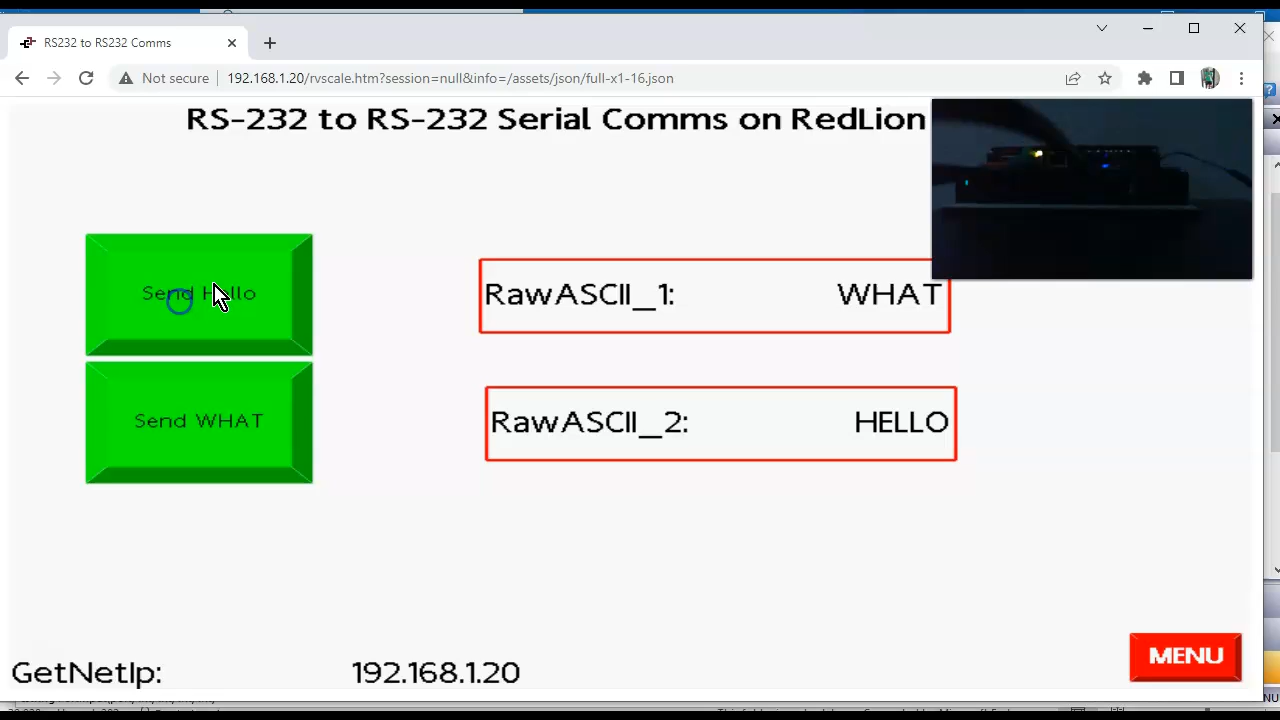 RS232 to RS232 Comms
Not secure
192.168.1.20/rvscale.htm?session=null&info=/assets/json/full-x1-16.json
RS-232 to RS-232 Serial Comms on RedLion
Send Hello
RawASCII_1: WHAT
Send WHAT
RawASCII_2: HELLO
MENU
GetNetIp: 192.168.1.20
NU